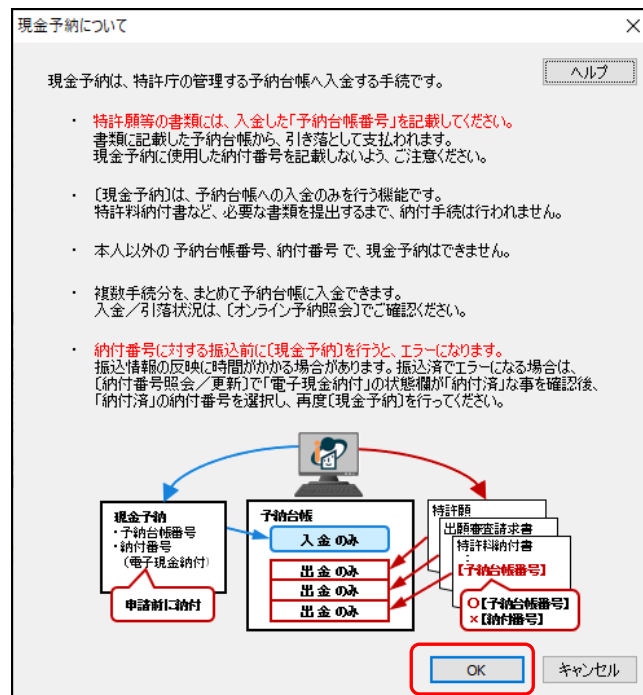 現金予納について
ヘルプ
現金予納は、特許庁の管理する予納台帳へ入金する手続です。
・ 特許願等の書類には、入金した「予納台帳番号」を記載してください。
書類に記載した予納台帳から、引き落として支払われます。
現金予納に使用した納付番号を記載しないよう、ご注意ください。
・ 〔現金予納〕は、予納台帳への入金のみを行う機能です。
特許料納付書など、必要な書類を提出するまで、納付手続は行われません。
・ 本人以外の 予納台帳番号、納付番号 で、現金予納はできません。
・ 複数手続分を、まとめて予納台帳に入金できます。
入金／引落状況は、〔オンライン予納照会〕でご確認ください。
・ 納付番号に対する振込前に〔現金予納〕を行うと、エラーになります。
振込情報の反映に時間がかかる場合があります。振込済でエラーになる場合は、
〔納付番号照会／更新〕で「電子現金納付」の状態欄が「納付済」な事を確認後、
「納付済」の納付番号を選択し、再度〔現金予納〕を行ってください。
現金予納
・予納台帳番号
・納付番号
（電子現金納付）
申請前に納付
予納台帳
入金のみ
出金のみ
出金のみ
出金のみ
特許願
出願審査請求書
特許料納付書
：
【予納台帳番号】
○【予納台帳番号】
×【納付番号】
OK
キャンセル